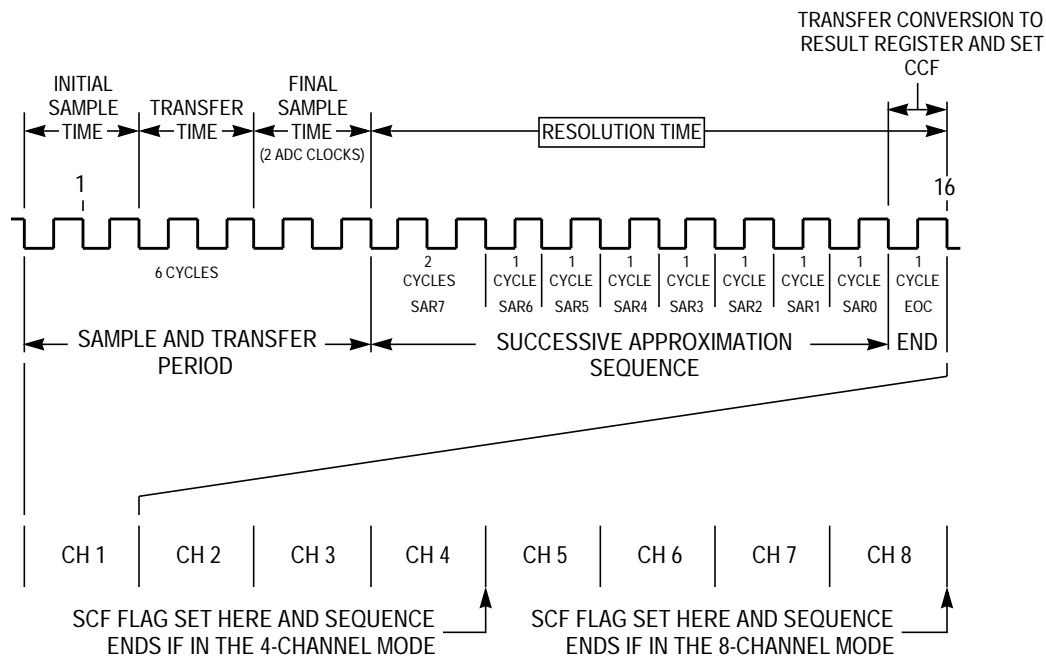 TRANSFER CONVERSION TO
RESULT REGISTER AND SET
CCF
INITIAL
SAMPLE
TIME
TRANSFER
TIME
FINAL
SAMPLE
TIME
(2 ADC CLOCKS)
RESOLUTION TIME
1
16
6 CYCLES
2
CYCLES
SAR7
1
CYCLE
SAR6
1
CYCLE
SAR5
1
CYCLE
SAR4
1
CYCLE
SAR3
1
CYCLE
SAR2
1
CYCLE
SAR1
1
CYCLE
SAR0
1
CYCLE
EOC
SAMPLE AND TRANSFER
PERIOD
SUCCESSIVE APPROXIMATION
SEQUENCE
END
CH 1
CH 2
CH 3
CH 4
CH 5
CH 6
CH 7
CH 8
SCF FLAG SET HERE AND SEQUENCE
ENDS IF IN THE 4-CHANNEL MODE
SCF FLAG SET HERE AND SEQUENCE
ENDS IF IN THE 8-CHANNEL MODE